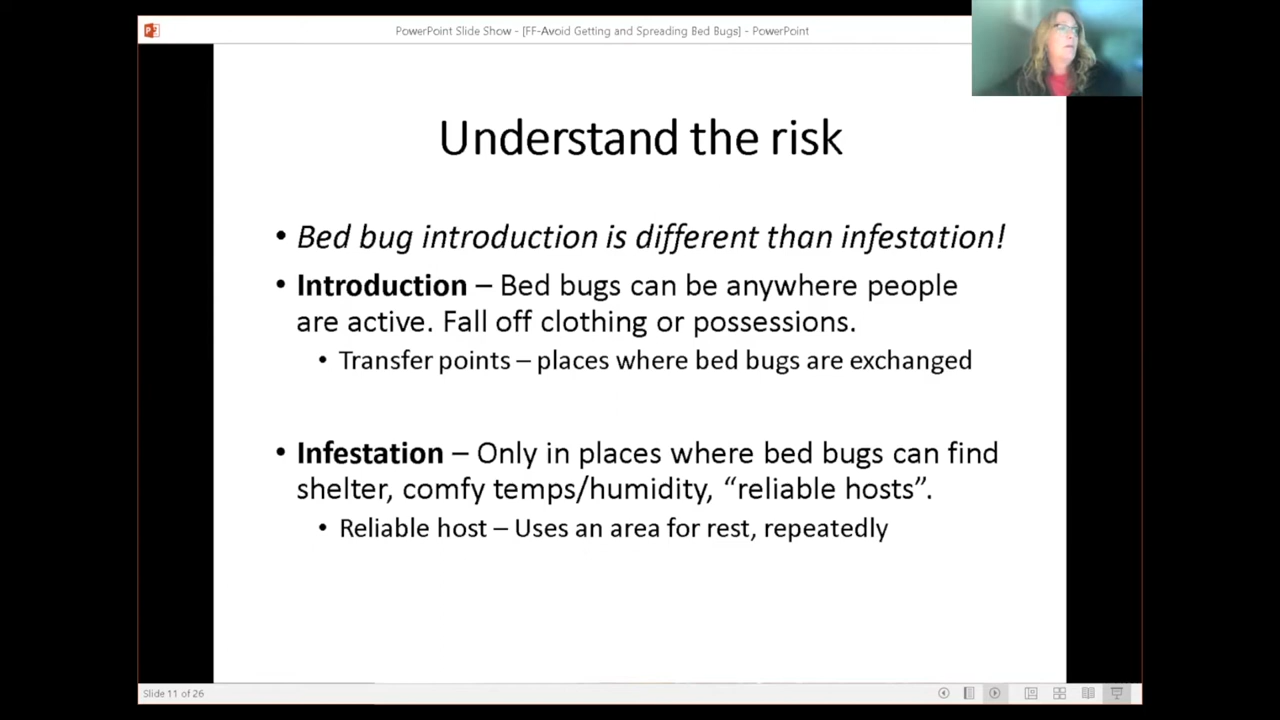 PowerPoint Slide Show - [FF-Avoid Getting and Spreading Bed Bugs] - PowerPoint
Understand the risk
• Bed bug introduction is different than infestation!
• Introduction – Bed bugs can be anywhere people
are active. Fall off clothing or possessions.
• Transfer points – places where bed bugs are exchanged
• Infestation – Only in places where bed bugs can find
shelter, comfy temps/humidity, “reliable hosts”.
• Reliable host – Uses an area for rest, repeatedly
Slide 11 of 26